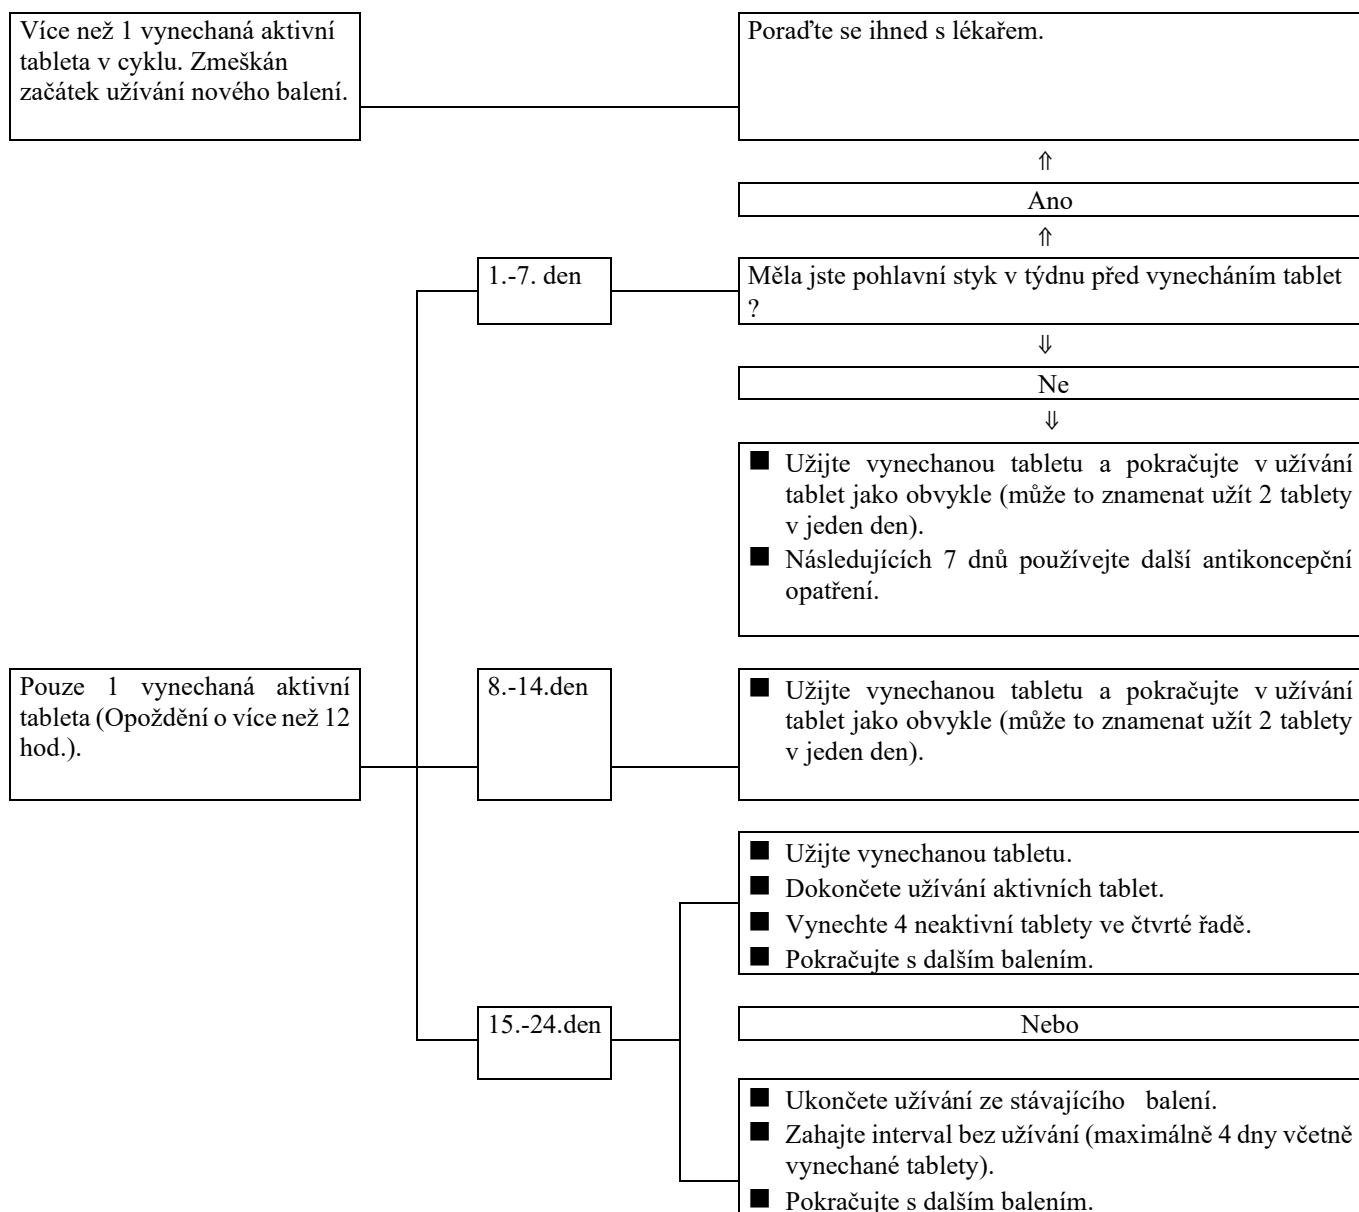 Více než 1 vynechaná aktivní
tableta v cyklu. Zmeškán
začátek užívání nového balení.
Poraďte se ihned s lékařem.
⇑
Ano
⇑
1.-7. den
Měla jste pohlavní styk v týdnu před vynecháním tablet
?
⇓
Ne
⇓
■ Užijte vynechanou tabletu a pokračujte v užívání
tablet jako obvykle (může to znamenat užít 2 tablety
v jeden den).
■ Následujících 7 dnů používejte další antikoncepční
opatření.
Pouze 1 vynechaná aktivní
tableta (Opoždění o více než 12
hod.).
8.-14.den
■ Užijte vynechanou tabletu a pokračujte v užívání
tablet jako obvykle (může to znamenat užít 2 tablety
v jeden den).
■ Užijte vynechanou tabletu.
■ Dokončete užívání aktivních tablet.
■ Vynechte 4 neaktivní tablety ve čtvrté řadě.
■ Pokračujte s dalším balením.
15.-24.den
Nebo
■ Ukončete užívání ze stávajícího balení.
■ Zahajte interval bez užívání (maximálně 4 dny včetně
vynechané tablety).
■ Pokračujte s dalším balením.